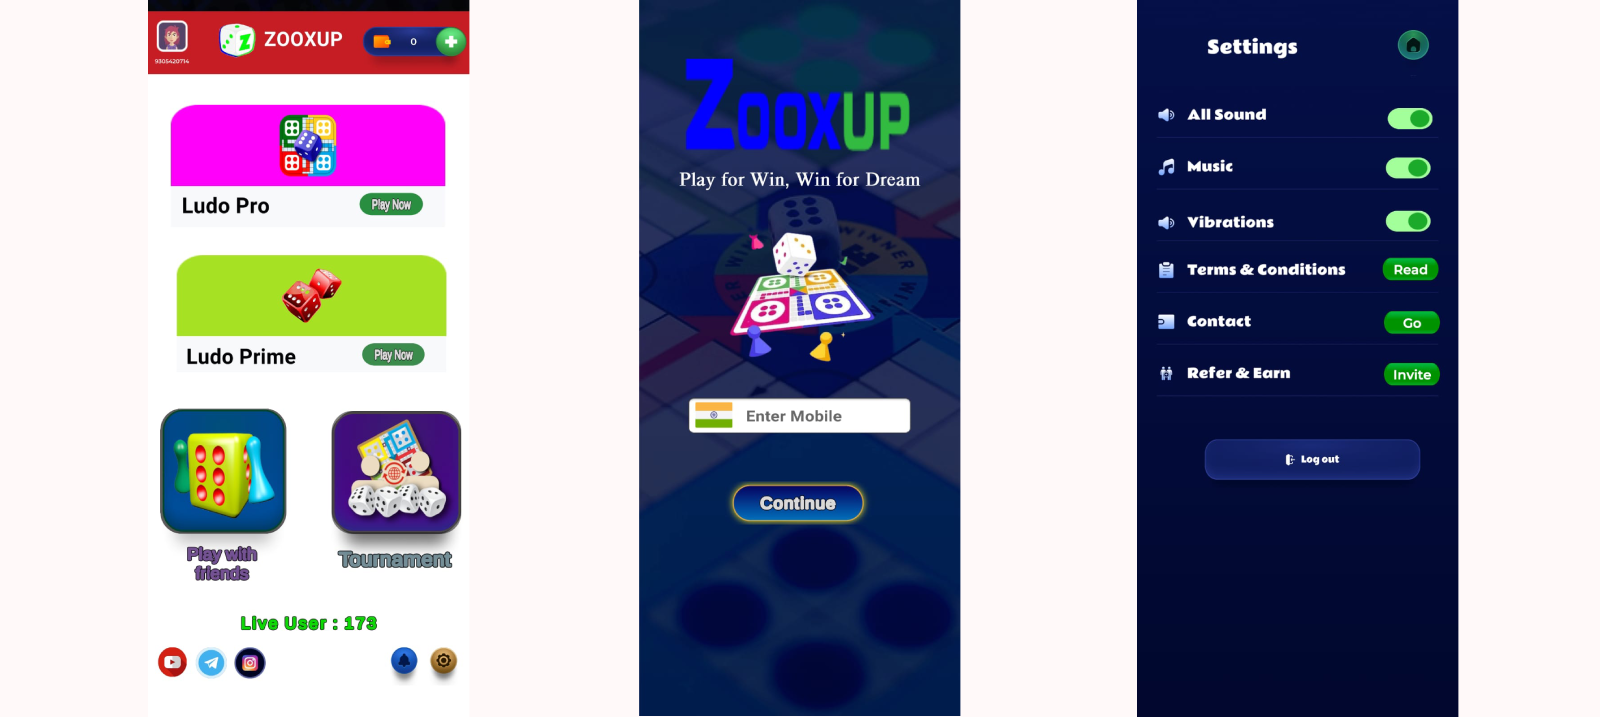 ZOOXUP
0
9305420714
Ludo Pro
Play Now
Ludo Prime
Play Now
Play with
friends
Tournament
Live User : 173
ZOOXUP
Play for Win, Win for Dream
WINNER
Enter Mobile
Continue
Settings
All Sound
Music
Vibrations
Terms & Conditions
Read
Contact
Go
Refer & Earn
Invite
Log out